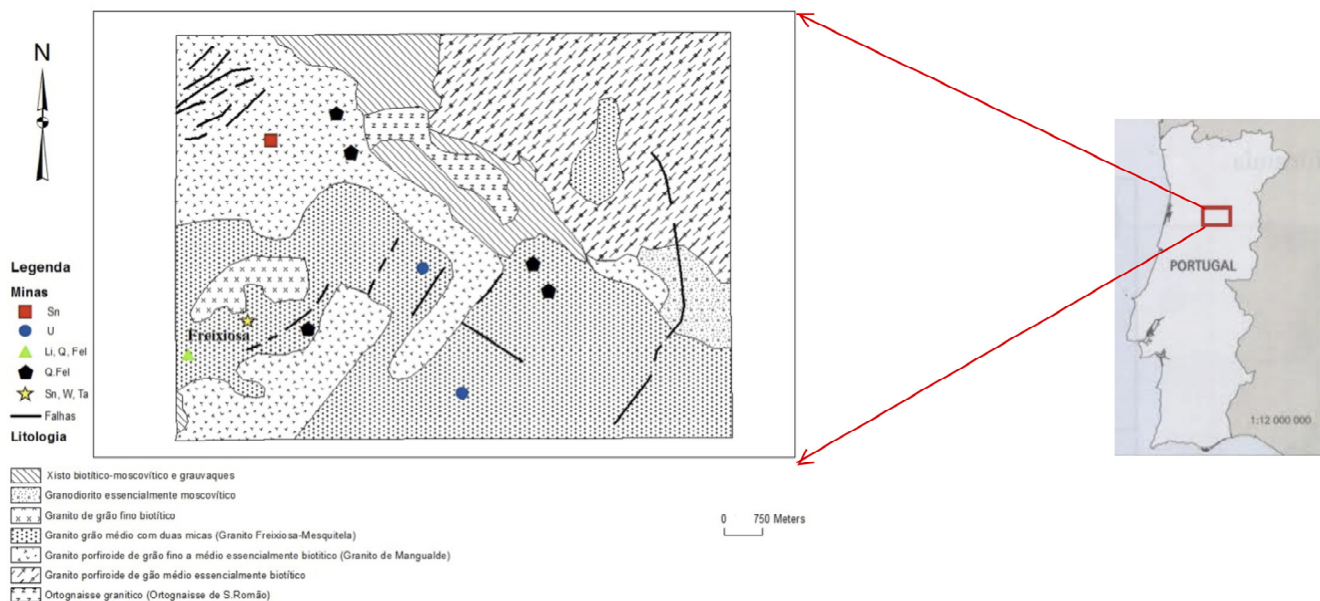 N
Legenda
Minas
Sn
U
Li, Q, Fel
Q.Fel
Sn, W, Ta
Falhas
Litologia
Freixiosa
Xisto biotítico-moscovítico e grauvaques
Granodiorito essencialmente moscovítico
Granito de grão fino biotítico
Granito grão médio com duas micas (Granito Freixiosa-Mesquitela)
Granito porfiroide de grão fino a médio essencialmente biotitico (Granito de Mangualde)
Granito porfiroide de gão médio essencialmente biotítico
Ortognaisse granitico (Ortognaisse de S.Romão)
0 750 Meters
PORTUGAL
1:12 000 000